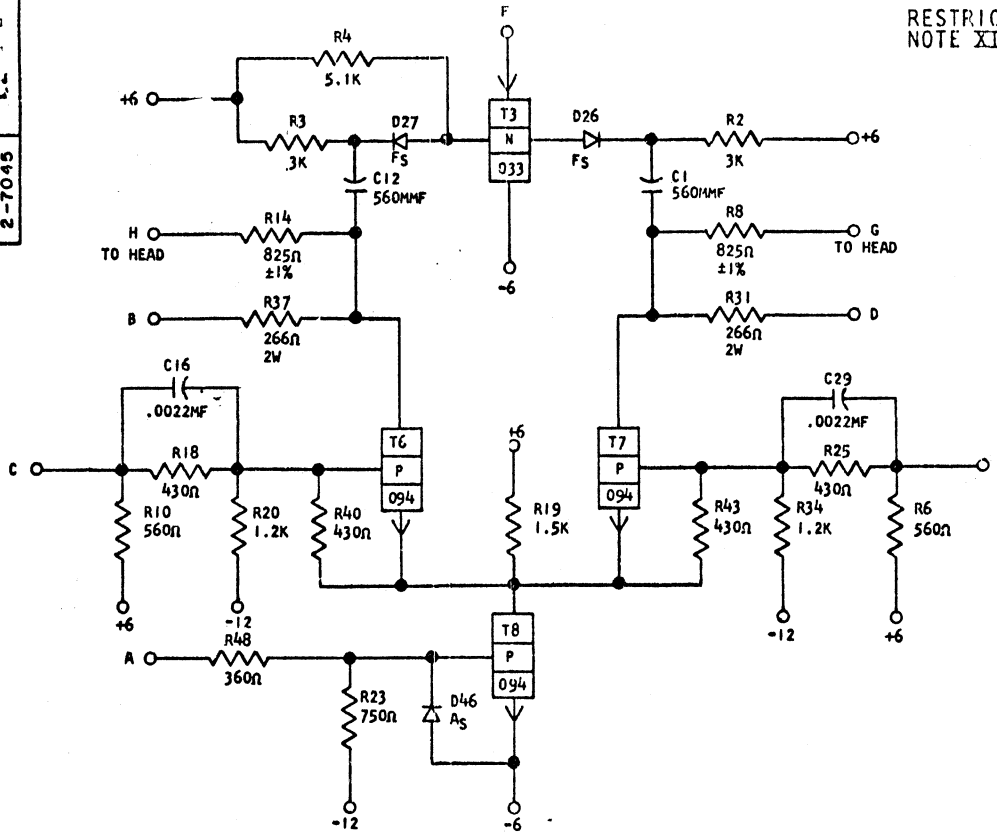 2-7045
RESTRIC
NOTE XI
F
R4
5.1K
+6
R3
3K
D27
FS
T3
N
033
D26
FS
R2
3K
+6
C12
560MMF
C1
560MMF
H
TO HEAD
R14
825Ω
±1%
-6
R8
825Ω
±1%
G
TO HEAD
B
R37
266Ω
2W
R31
266Ω
2W
D
C16
.0022MF
C29
.0022MF
C
R18
430Ω
T6
P
094
+6
T7
P
094
R25
430Ω
R10
560Ω
R20
1.2K
R40
430Ω
R19
1.5K
R43
430Ω
R34
1.2K
R6
560Ω
+6
-12
-12
+6
A
R48
360Ω
T8
P
094
R23
750Ω
D46
AS
-12
-6